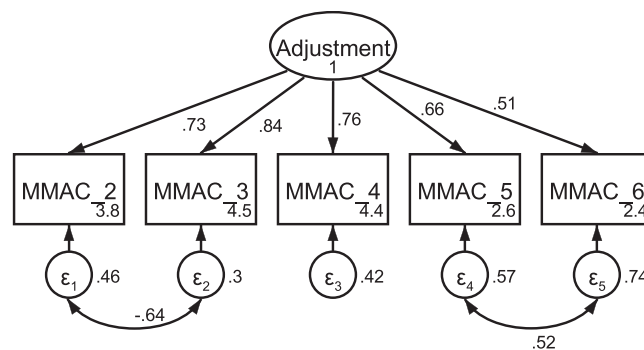 Adjustment
1
.73
.84
.76
.66
.51
MMAC_2
3.8
MMAC_3
4.5
MMAC_4
4.4
MMAC_5
2.6
MMAC_6
2.4
ε1 .46
ε2 .3
ε3 .42
ε4 .57
ε5 .74
-.64
.52